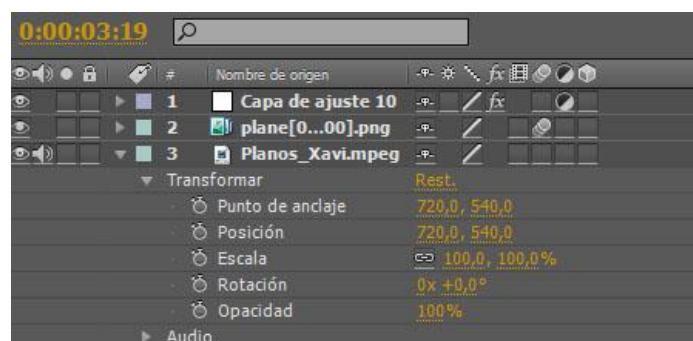 0:00:03:19
# Nombre de origen fx
1 Capa de ajuste 10 fx
2 plane[0...00].png
3 Planos_Xavi.mpeg
Transformar Rest.
Punto de anclaje 720,0, 540,0
Posición 720,0, 540,0
Escala 100,0, 100,0%
Rotación 0x +0,0°
Opacidad 100%
Audio